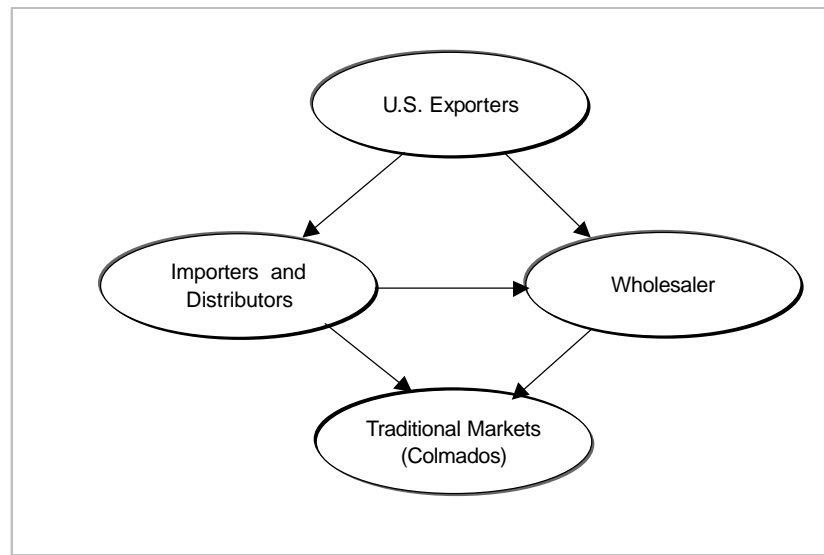 U.S. Exporters
Importers and
Distributors
Wholesaler
Traditional Markets
(Colmados)